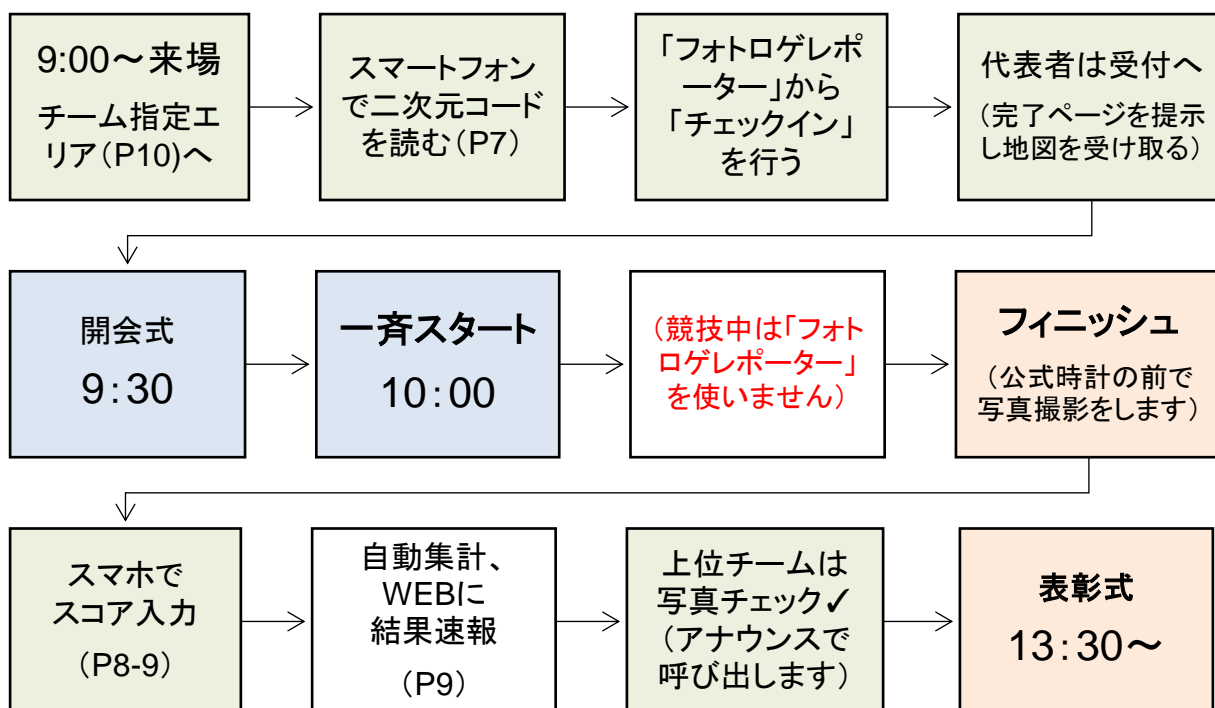 9:00～来場
チーム指定エ
リア（P10)へ
スマートフォン
で二次元コード
を読む（P7）
「フォトロゲレポ
ーター」から
「チェックイン」
を行う
代表者は受付へ
（完了ページを提示
し地図を受け取る）
開会式
9：30
一斉スタート
10：00
（競技中は「フォト
ロゲレポーター」
を使いません）
フィニッシュ
（公式時計の前で
写真撮影をします）
スマホで
スコア入力
（P8-9）
自動集計、
WEBに
結果速報
（P9）
上位チームは
写真チェック✓
（アナウンスで
呼び出します）
表彰式
13：30～